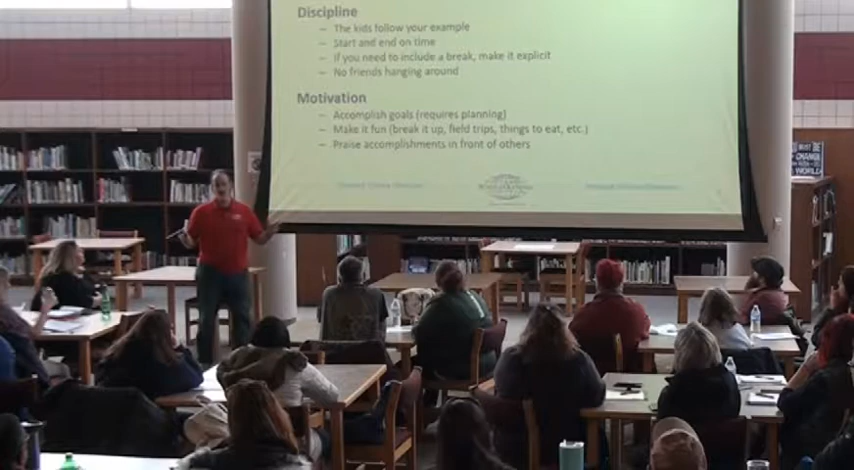 Discipline
– The kids follow your example
– Start and end on time
– If you need to include a break, make it explicit
– No friends hanging around
Motivation
– Accomplish goals (requires planning)
– Make it fun (break it up, field trips, things to eat, etc.)
– Praise accomplishments in front of others
CHANGE
WORLD